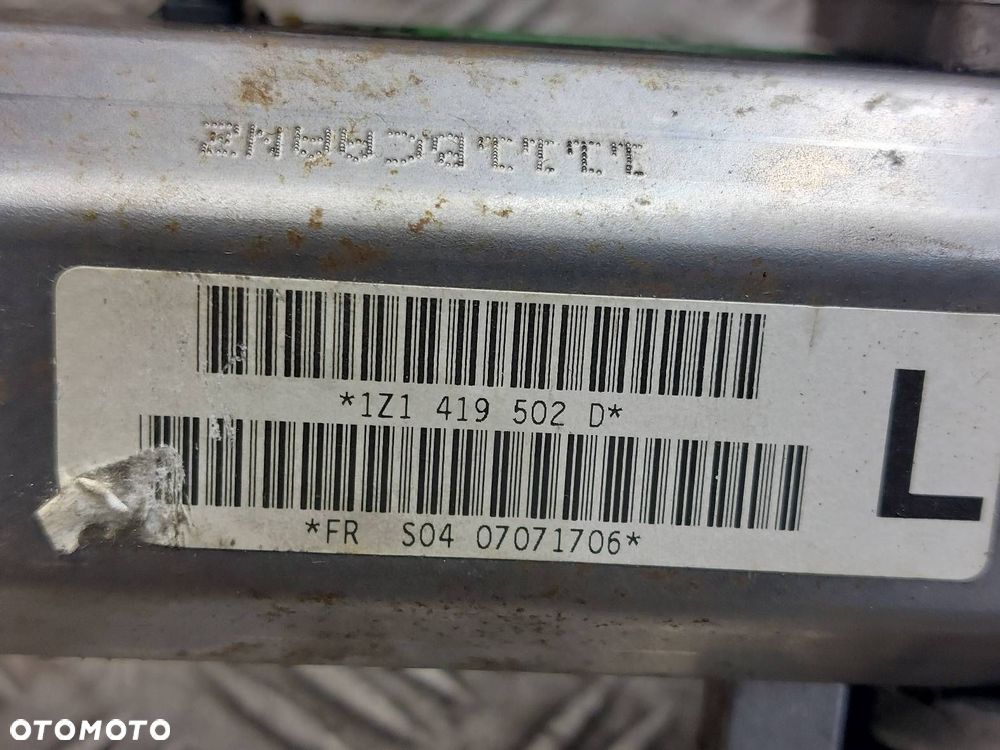 *1Z1 419 502 D*
L
*FR S04 07071706*
OTOMOTO